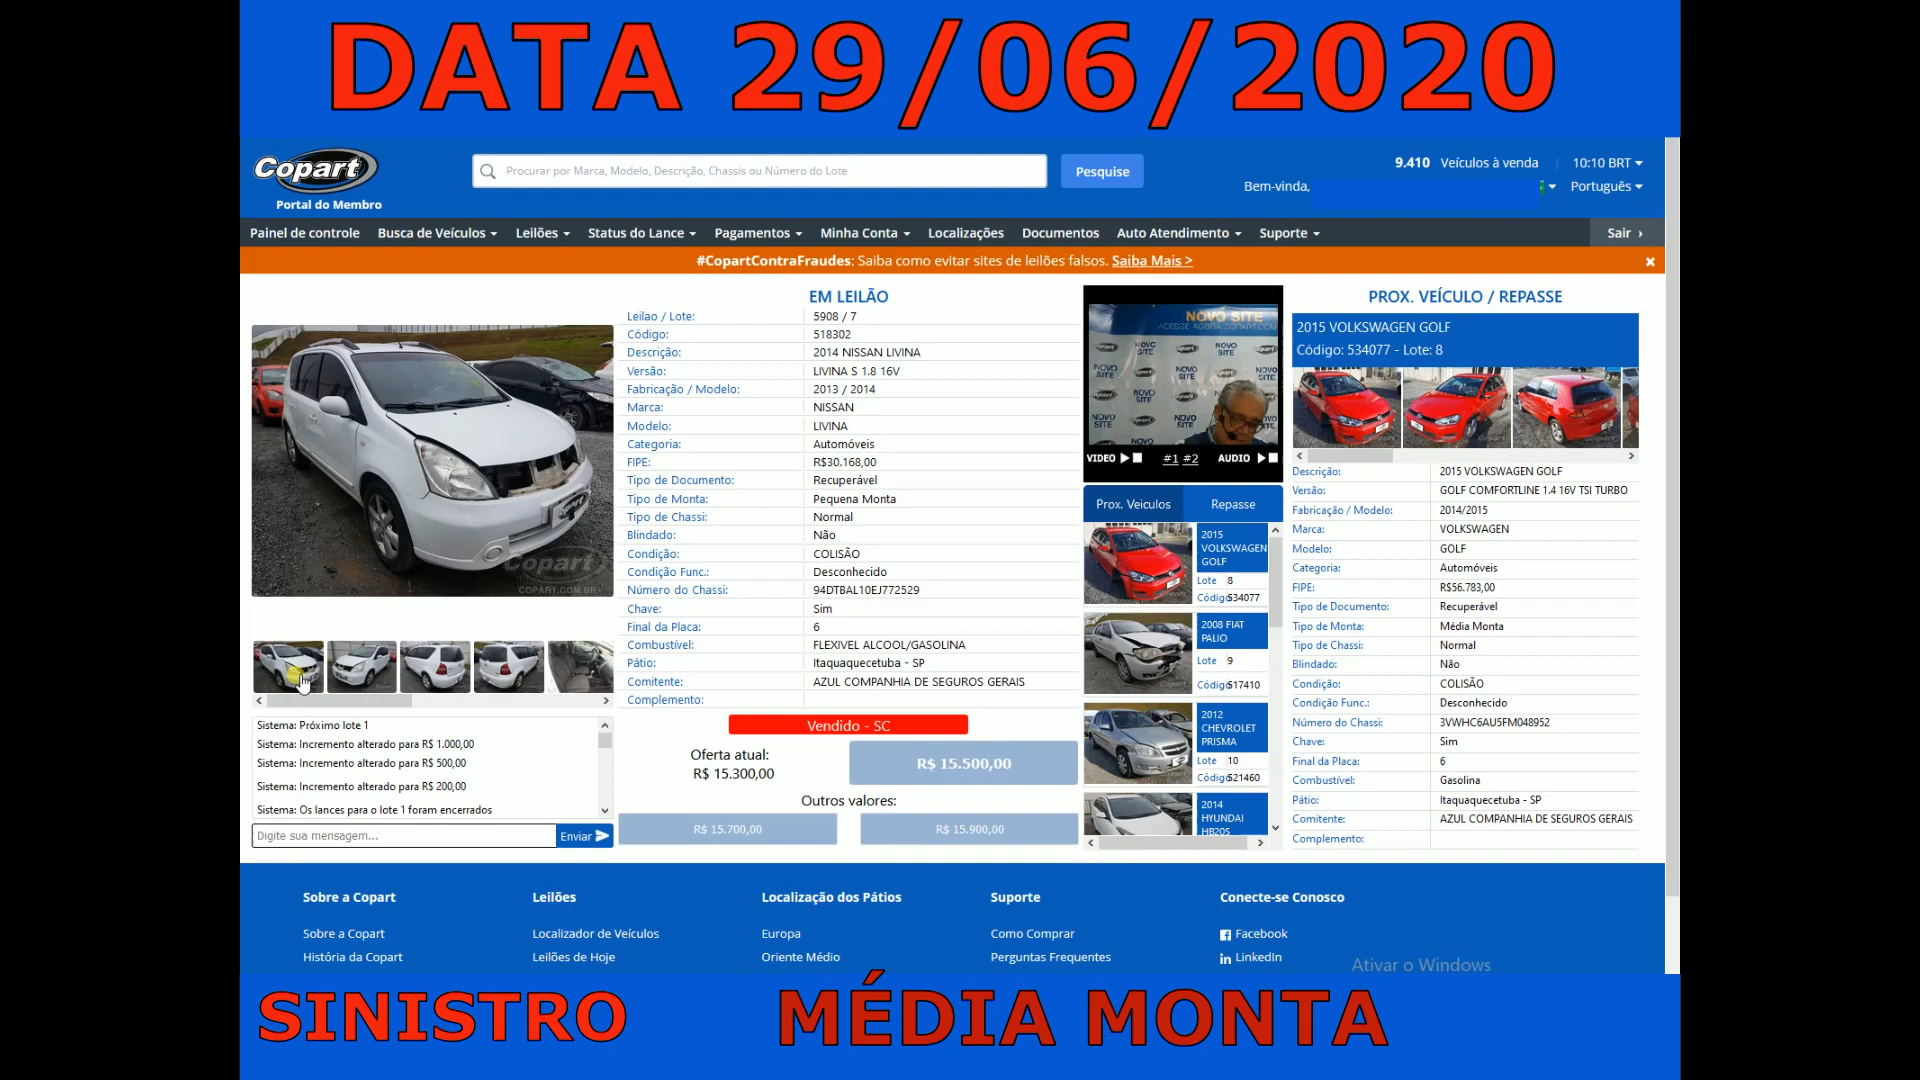 DATA 29/06/2020
Copart
Portal do Membro
Procurar por Marca, Modelo, Descrição, Chassis ou Número do Lote
Pesquise
9.410 Veículos à venda
10:10 BRT
Bem-vinda,
Português
Painel de controle Busca de Veículos Leilões Status do Lance Pagamentos Minha Conta Localizações Documentos Auto Atendimento Suporte Sair
#CopartContraFraudes: Saiba como evitar sites de leilões falsos. Saiba Mais >
EM LEILÃO
Leilao / Lote: 5908 / 7
Código: 518302
Descrição: 2014 NISSAN LIVINA
Versão: LIVINA S 1.8 16V
Fabricação / Modelo: 2013 / 2014
Marca: NISSAN
Modelo: LIVINA
Categoria: Automóveis
FIPE: R$30.168,00
Tipo de Documento: Recuperável
Tipo de Monta: Pequena Monta
Tipo de Chassi: Normal
Blindado: Não
Condição: COLISÃO
Condição Func.: Desconhecido
Número do Chassi: 94DTBAL10EJ772529
Chave: Sim
Final da Placa: 6
Combustível: FLEXIVEL ALCOOL/GASOLINA
Pátio: Itaquaquecetuba - SP
Comitente: AZUL COMPANHIA DE SEGUROS GERAIS
Complemento:
Copart
COPART.COM.BR
Sistema: Próximo lote 1
Sistema: Incremento alterado para R$ 1.000,00
Sistema: Incremento alterado para R$ 500,00
Sistema: Incremento alterado para R$ 200,00
Sistema: Os lances para o lote 1 foram encerrados
Digite sua mensagem...
Enviar
Vendido - SC
Oferta atual:
R$ 15.300,00
R$ 15.500,00
Outros valores:
R$ 15.700,00
R$ 15.900,00
NOVO SITE
ADESSE AGORA COPART.COM
VIDEO #1 #2 AUDIO
Prox. Veiculos Repasse
2015 VOLKSWAGEN GOLF
Lote 8
Código 534077
2008 FIAT PALIO
Lote 9
Código 517410
2012 CHEVROLET PRISMA
Lote 10
Código 521460
2014 HYUNDAI HB20S
PROX. VEÍCULO / REPASSE
2015 VOLKSWAGEN GOLF
Código: 534077 - Lote: 8
Descrição: 2015 VOLKSWAGEN GOLF
Versão: GOLF COMFORTLINE 1.4 16V TSI TURBO
Fabricação / Modelo: 2014/2015
Marca: VOLKSWAGEN
Modelo: GOLF
Categoria: Automóveis
FIPE: R$56.783,00
Tipo de Documento: Recuperável
Tipo de Monta: Média Monta
Tipo de Chassi: Normal
Blindado: Não
Condição: COLISÃO
Condição Func.: Desconhecido
Número do Chassi: 3VWHC6AU5FM048952
Chave: Sim
Final da Placa: 6
Combustível: Gasolina
Pátio: Itaquaquecetuba - SP
Comitente: AZUL COMPANHIA DE SEGUROS GERAIS
Complemento:
Sobre a Copart Leilões Localização dos Pátios Suporte Conecte-se Conosco
Sobre a Copart Localizador de Veículos Europa Como Comprar Facebook
História da Copart Leilões de Hoje Oriente Médio Perguntas Frequentes LinkedIn
Ativar o Windows
SINISTRO MÉDIA MONTA